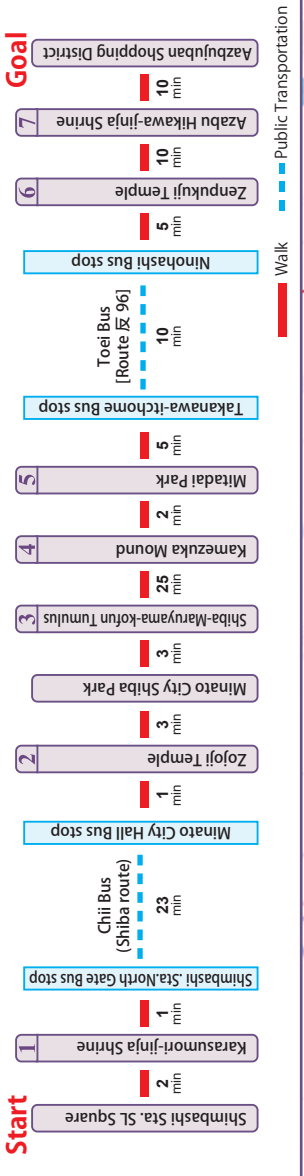 Start
Shimbashi Sta. SL Square
2
min
1
Karasumori-jinja Shrine
1
min
Shimbashi .Sta.North Gate Bus stop
Chii Bus
(Shiba route)
23
min
Minato City Hall Bus stop
1
min
2
Zojoji Temple
3
min
Minato City Shiba Park
3
min
3
Shiba-Maruyama-kofun Tumulus
25
min
4
Kamezuka Mound
2
min
5
Mitadai Park
5
min
Takanawa-itchome Bus stop
Toei Bus
[Route 反 96]
10
min
Ninohashi Bus stop
5
min
6
Zenpukuji Temple
10
min
7
Azabu Hikawa-jinja Shrine
10
min
Goal
Aazbujuban Shopping District
Walk
Public Transportation